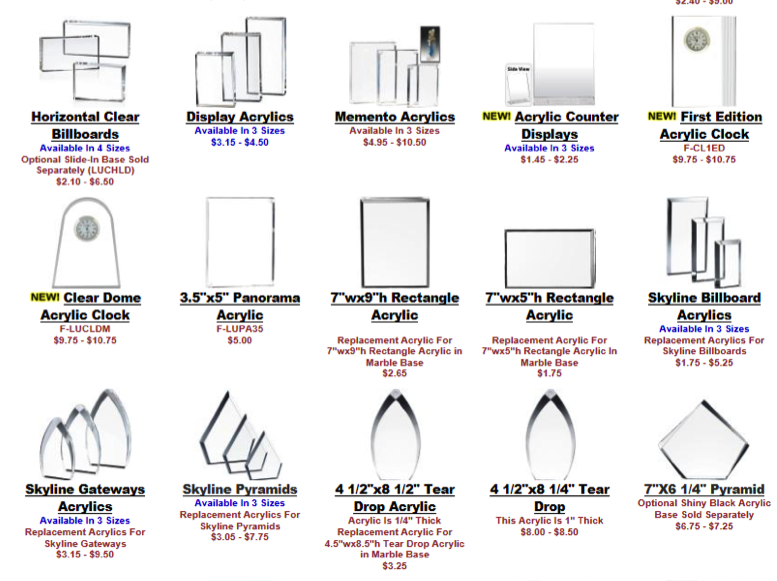 $2.40 - $9.00
Side View
Horizontal Clear
Billboards
Available In 4 Sizes
Optional Slide-In Base Sold
Separately (LUCHLD)
$2.10 - $6.50
Display Acrylics
Available In 3 Sizes
$3.15 - $4.50
Memento Acrylics
Available In 3 Sizes
$4.95 - $10.50
NEW! Acrylic Counter
Displays
Available In 3 Sizes
$1.45 - $2.25
NEW! First Edition
Acrylic Clock
F-CL1ED
$9.75 - $10.75
NEW! Clear Dome
Acrylic Clock
F-LUCLDM
$9.75 - $10.75
3.5"x5" Panorama
Acrylic
F-LUPA35
$5.00
7"wx9"h Rectangle
Acrylic
Replacement Acrylic For
7"wx9"h Rectangle Acrylic in
Marble Base
$2.65
7"wx5"h Rectangle
Acrylic
Replacement Acrylic For
7"wx5"h Rectangle Acrylic In
Marble Base
$1.75
Skyline Billboard
Acrylics
Available In 3 Sizes
Replacement Acrylics For
Skyline Billboards
$1.75 - $5.25
Skyline Gateways
Acrylics
Available In 3 Sizes
Replacement Acrylics For
Skyline Gateways
$3.15 - $9.50
Skyline Pyramids
Available In 3 Sizes
Replacement Acrylics For
Skyline Pyramids
$3.05 - $7.75
4 1/2"x8 1/2" Tear
Drop Acrylic
Acrylic Is 1/4" Thick
Replacement Acrylic For
4.5"wx8.5"h Tear Drop Acrylic
in Marble Base
$3.25
4 1/2"x8 1/4" Tear
Drop
This Acrylic Is 1" Thick
$8.00 - $8.50
7"X6 1/4" Pyramid
Optional Shiny Black Acrylic
Base Sold Separately
$6.75 - $7.25